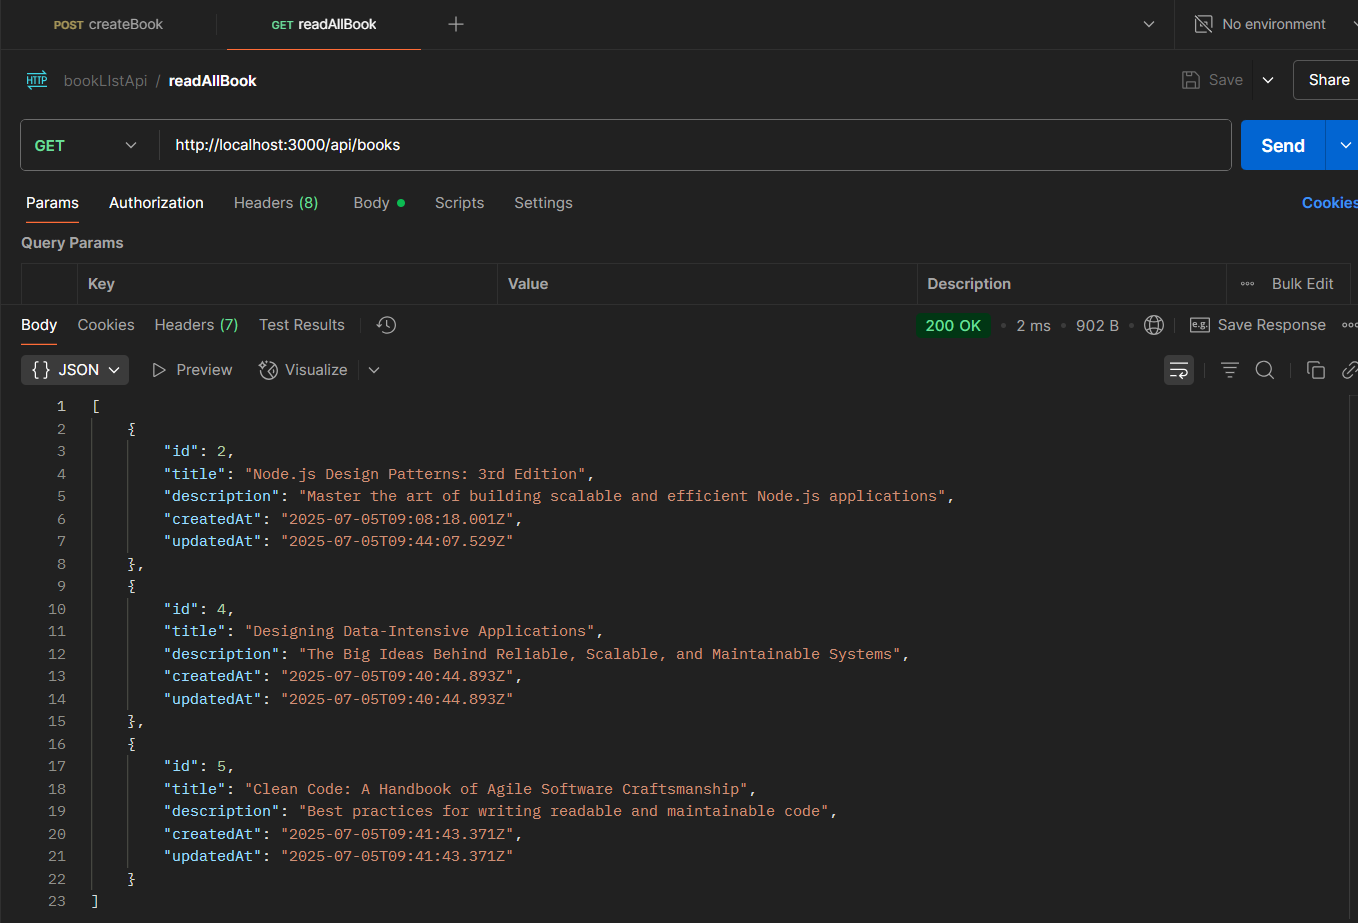 POST createBook
GET readAllBook
No environment
HTTP bookLIstApi / readAllBook
Save
Share
GET
http://localhost:3000/api/books
Send
Params Authorization Headers (8) Body Scripts Settings
Cookies
Query Params
Key Value Description Bulk Edit
Body Cookies Headers (7) Test Results
200 OK • 2 ms • 902 B •
e.g. Save Response
{} JSON Preview Visualize
1 [
2 {
3 "id": 2,
4 "title": "Node.js Design Patterns: 3rd Edition",
5 "description": "Master the art of building scalable and efficient Node.js applications",
6 "createdAt": "2025-07-05T09:08:18.001Z",
7 "updatedAt": "2025-07-05T09:44:07.529Z"
8 },
9 {
10 "id": 4,
11 "title": "Designing Data-Intensive Applications",
12 "description": "The Big Ideas Behind Reliable, Scalable, and Maintainable Systems",
13 "createdAt": "2025-07-05T09:40:44.893Z",
14 "updatedAt": "2025-07-05T09:40:44.893Z"
15 },
16 {
17 "id": 5,
18 "title": "Clean Code: A Handbook of Agile Software Craftsmanship",
19 "description": "Best practices for writing readable and maintainable code",
20 "createdAt": "2025-07-05T09:41:43.371Z",
21 "updatedAt": "2025-07-05T09:41:43.371Z"
22 }
23 ]